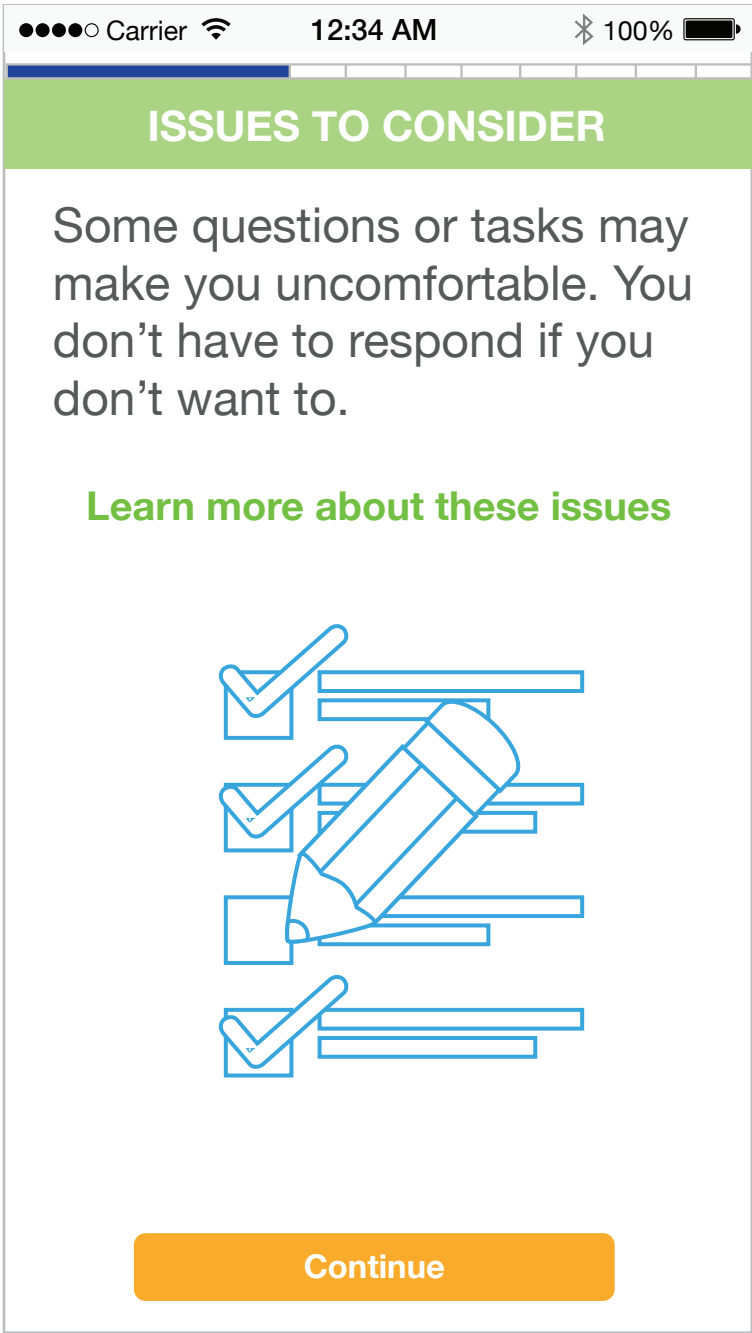 Carrier 12:34 AM 100%
ISSUES TO CONSIDER
Some questions or tasks may
make you uncomfortable. You
don’t have to respond if you
don’t want to.
Learn more about these issues
Continue